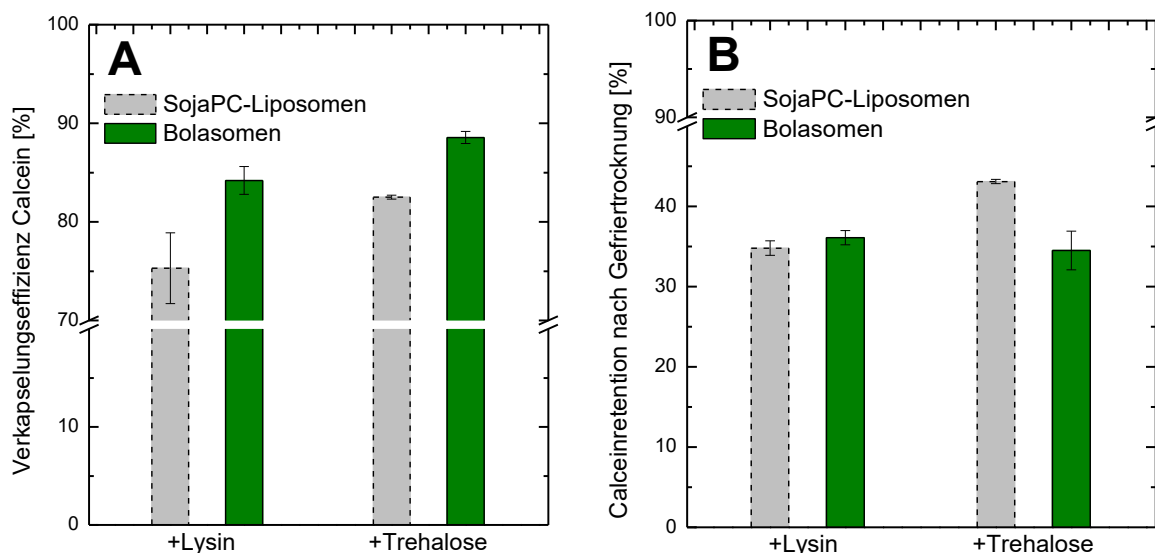 A
Verkapselungseffizienz Calcein [%]
100
90
80
70
10
0
SojaPC-Liposomen
Bolasomen
+Lysin
+Trehalose
B
Calceinretention nach Gefriertrocknung [%]
100
90
40
30
20
10
0
SojaPC-Liposomen
Bolasomen
+Lysin
+Trehalose